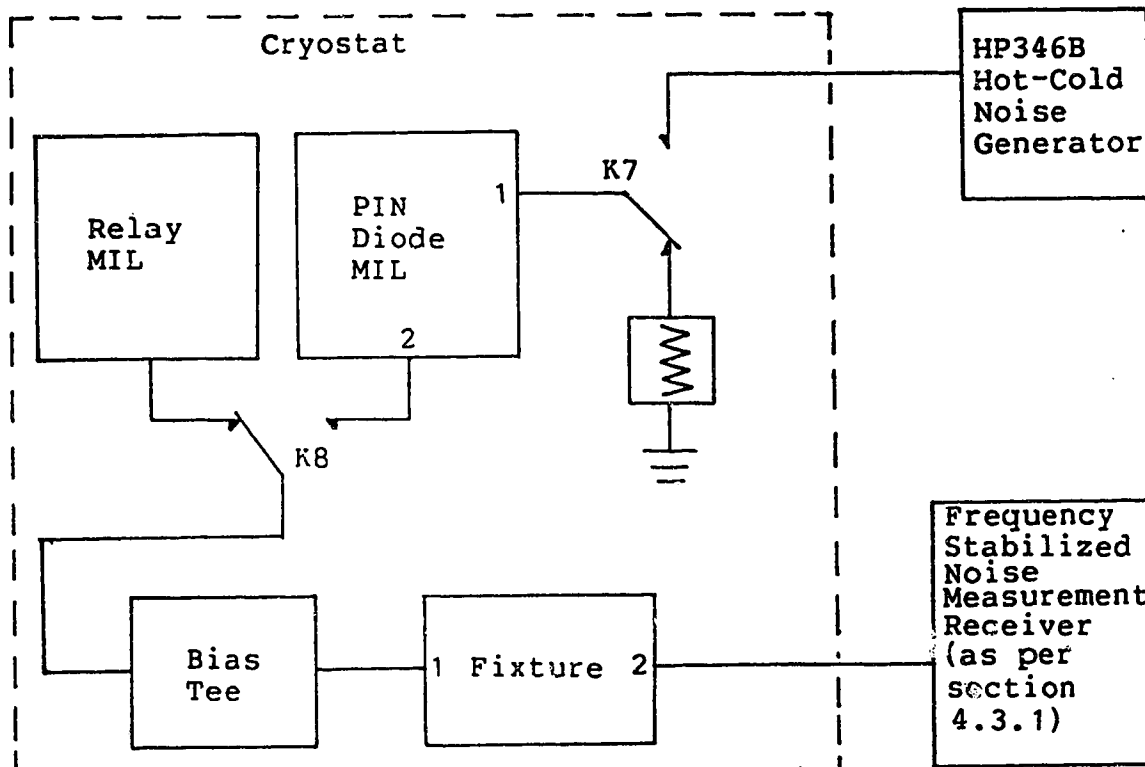 Cryostat
HP346B
Hot-Cold
Noise
Generator
K7
1
Relay
MIL
PIN
Diode
MIL
2
K8
Frequency
Stabilized
Noise
Measurement
Receiver
(as per
section
4.3.1)
Bias
Tee
1 Fixture 2